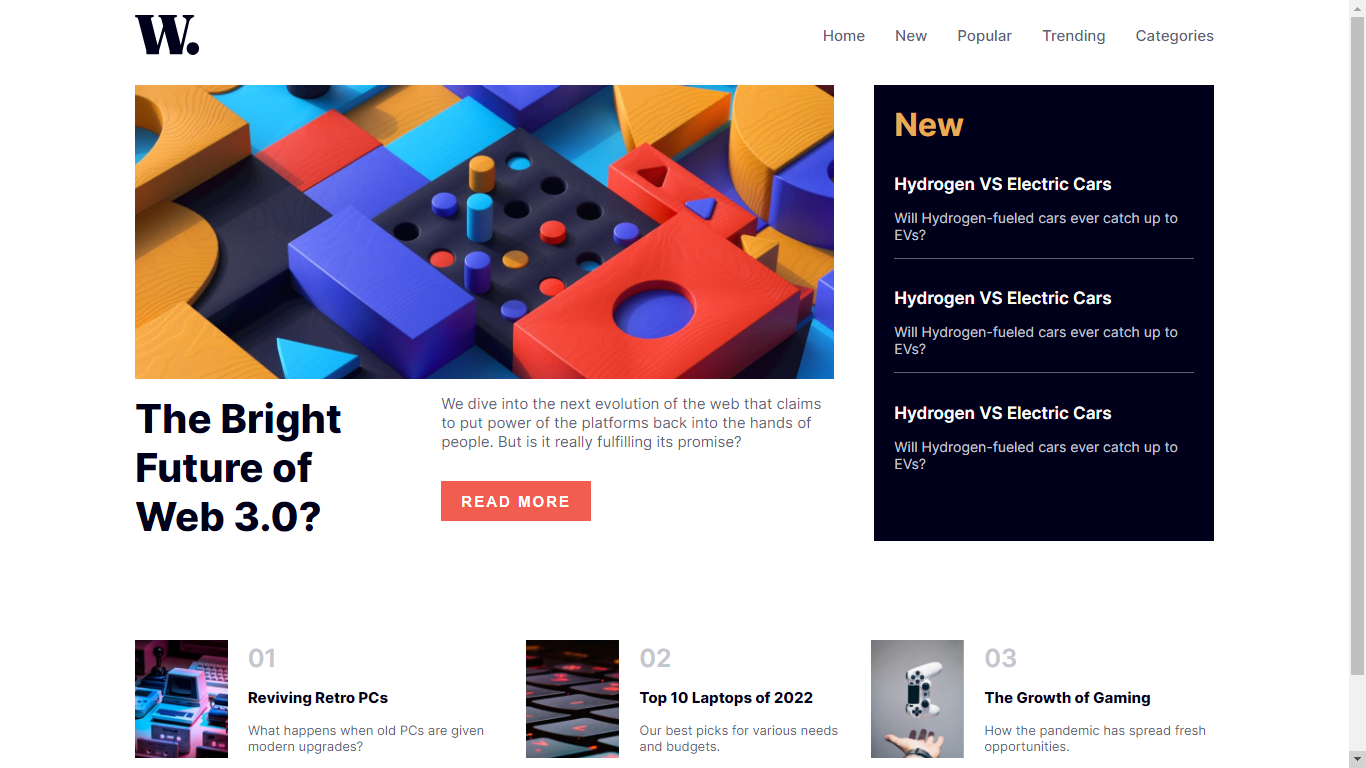 W.
Home New Popular Trending Categories
New
Hydrogen VS Electric Cars
Will Hydrogen-fueled cars ever catch up to
EVs?
Hydrogen VS Electric Cars
Will Hydrogen-fueled cars ever catch up to
EVs?
Hydrogen VS Electric Cars
Will Hydrogen-fueled cars ever catch up to
EVs?
The Bright
Future of
Web 3.0?
We dive into the next evolution of the web that claims
to put power of the platforms back into the hands of
people. But is it really fulfilling its promise?
READ MORE
01
Reviving Retro PCs
What happens when old PCs are given
modern upgrades?
02
Top 10 Laptops of 2022
Our best picks for various needs
and budgets.
03
The Growth of Gaming
How the pandemic has spread fresh
opportunities.